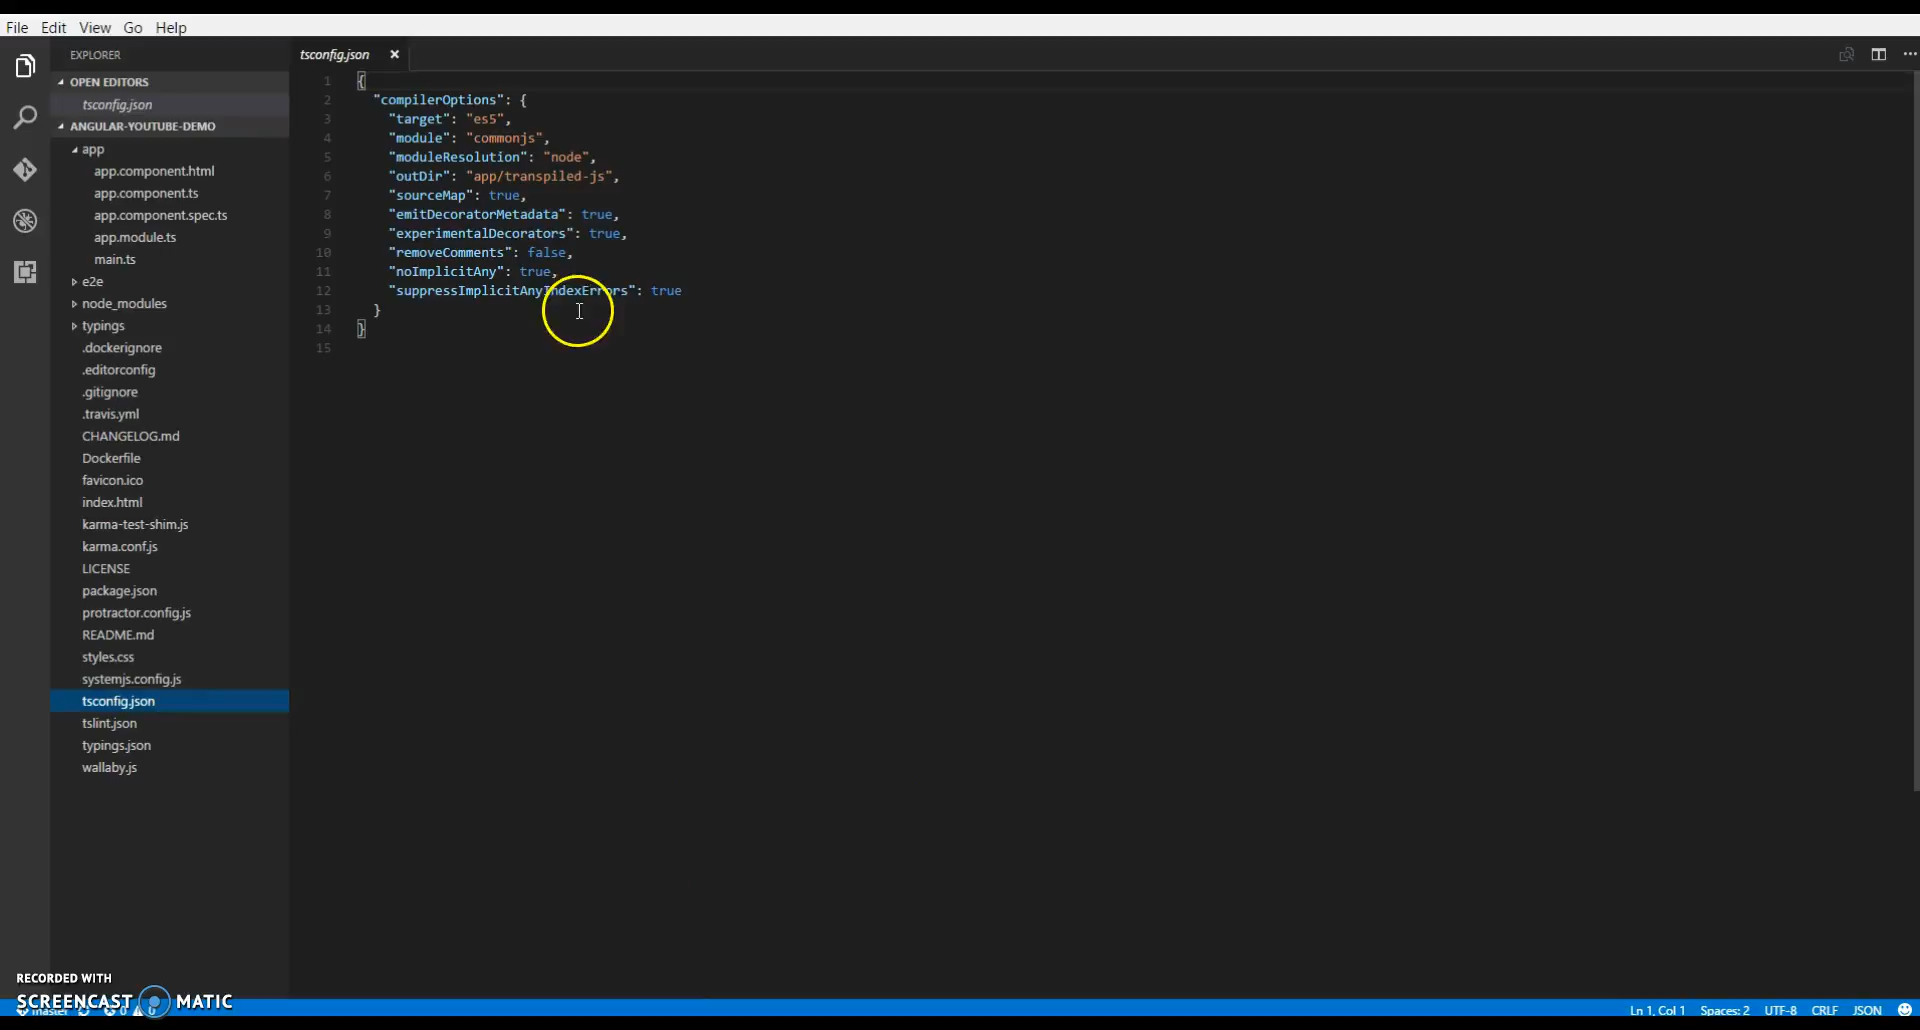 File Edit View Go Help
EXPLORER
OPEN EDITORS
tsconfig.json
ANGULAR-YOUTUBE-DEMO
app
app.component.html
app.component.ts
app.component.spec.ts
app.module.ts
main.ts
e2e
node_modules
typings
.dockerignore
.editorconfig
.gitignore
.travis.yml
CHANGELOG.md
Dockerfile
favicon.ico
index.html
karma-test-shim.js
karma.conf.js
LICENSE
package.json
protractor.config.js
README.md
styles.css
systemjs.config.js
tsconfig.json
tslint.json
typings.json
wallaby.js
tsconfig.json
1 {
2 "compilerOptions": {
3 "target": "es5",
4 "module": "commonjs",
5 "moduleResolution": "node",
6 "outDir": "app/transpiled-js",
7 "sourceMap": true,
8 "emitDecoratorMetadata": true,
9 "experimentalDecorators": true,
10 "removeComments": false,
11 "noImplicitAny": true,
12 "suppressImplicitAnyIndexErrors": true
13 }
14 }
15
RECORDED WITH
SCREENCAST MATIC
master 0 0 Ln 1, Col 1 Spaces: 2 UTF-8 CRLF JSON